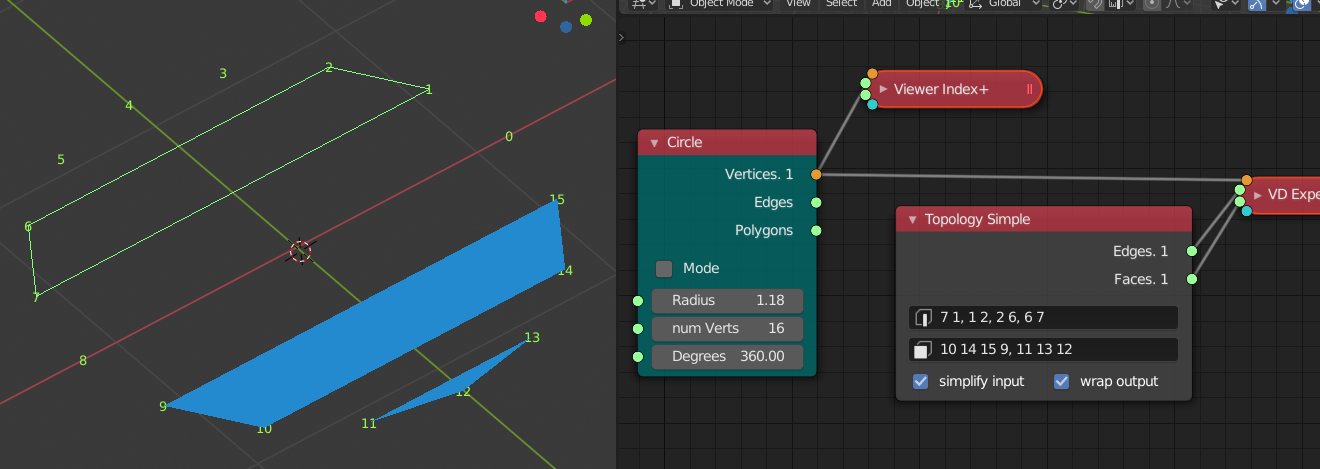 Object Mode View Select Add Object Global
2
3
1
4
0
5
15
6
14
7
13
8
12
9
11
10
Viewer Index+
Circle
Vertices. 1
Edges
Polygons
Mode
Radius 1.18
num Verts 16
Degrees 360.00
Topology Simple
Edges. 1
Faces. 1
7 1, 1 2, 2 6, 6 7
10 14 15 9, 11 13 12
simplify input wrap output
VD Expe